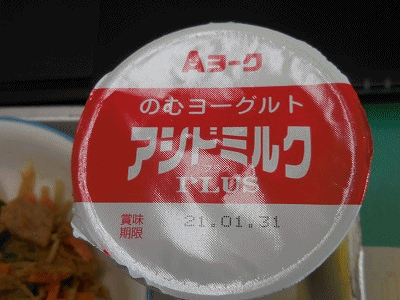 Aヨーク
のむヨーグルト
アシドミルク
PLUS
賞味
期限
21.01.31